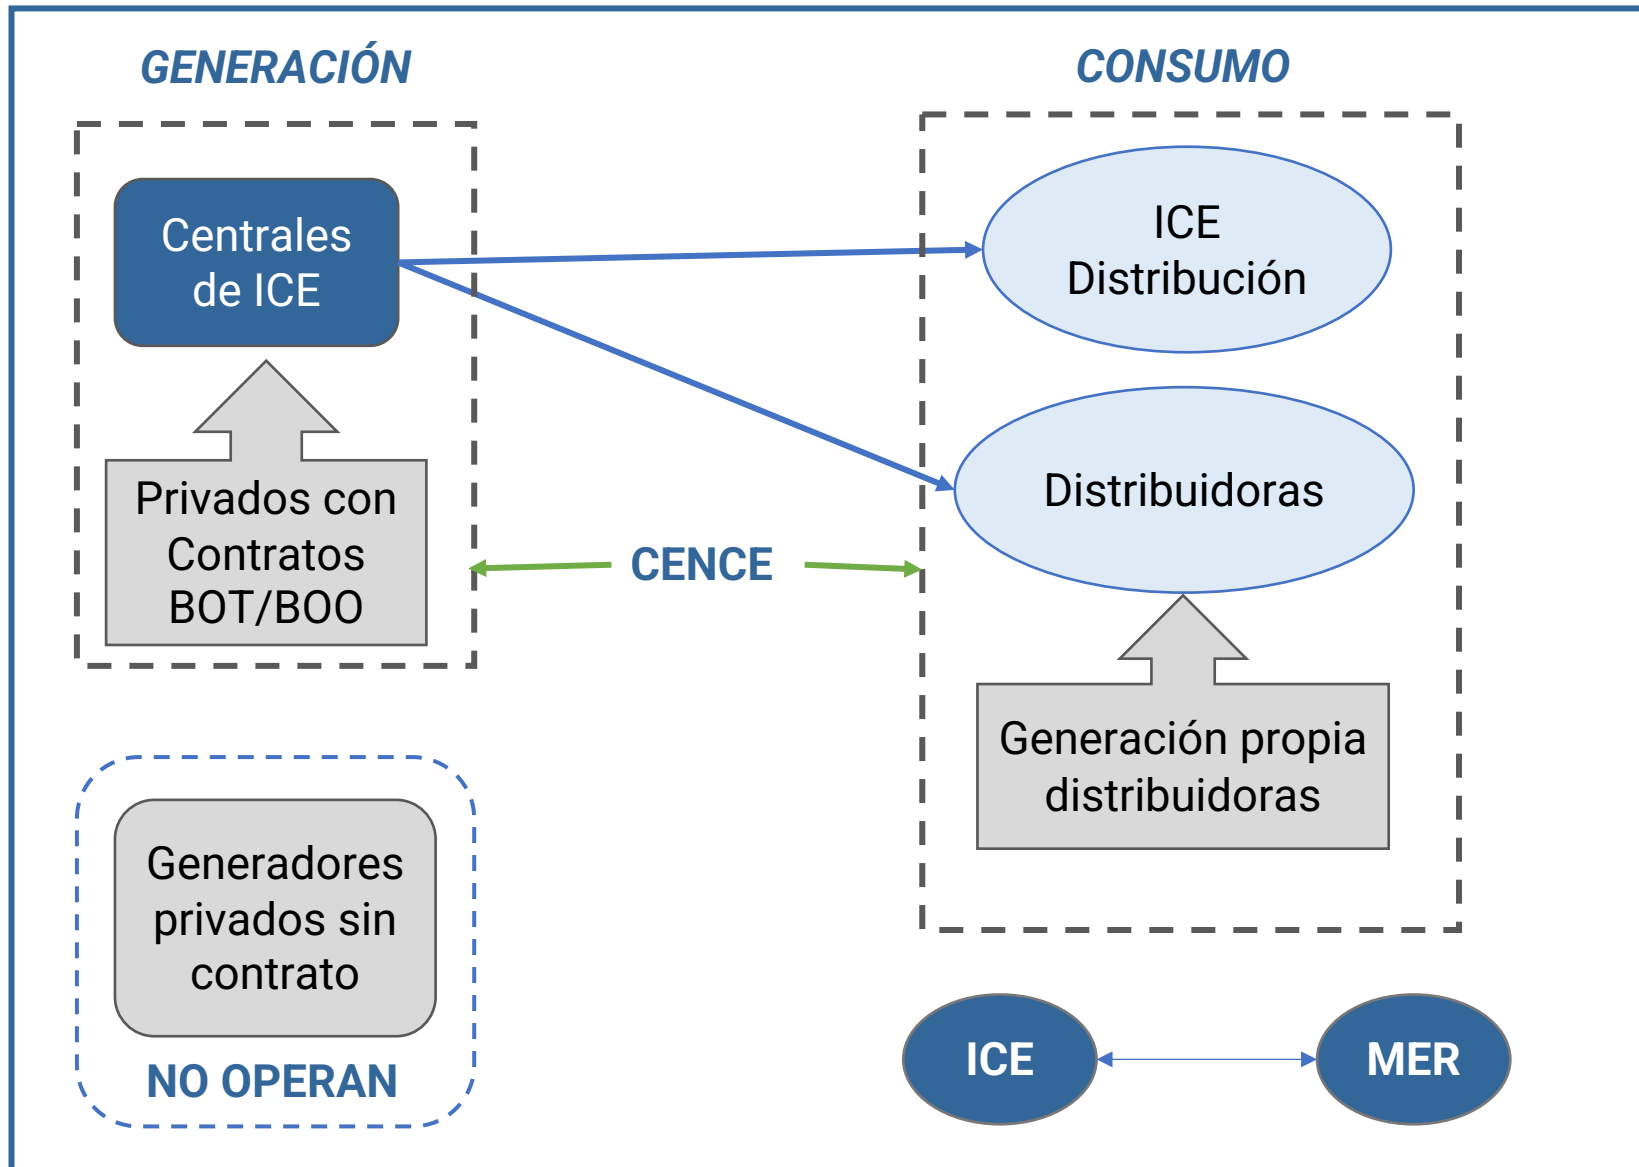 GENERACIÓN
CONSUMO
Centrales
de ICE
ICE
Distribución
Privados con
Contratos
BOT/BOO
Distribuidoras
CENCE
Generación propia
distribuidoras
Generadores
privados sin
contrato
NO OPERAN
ICE
MER